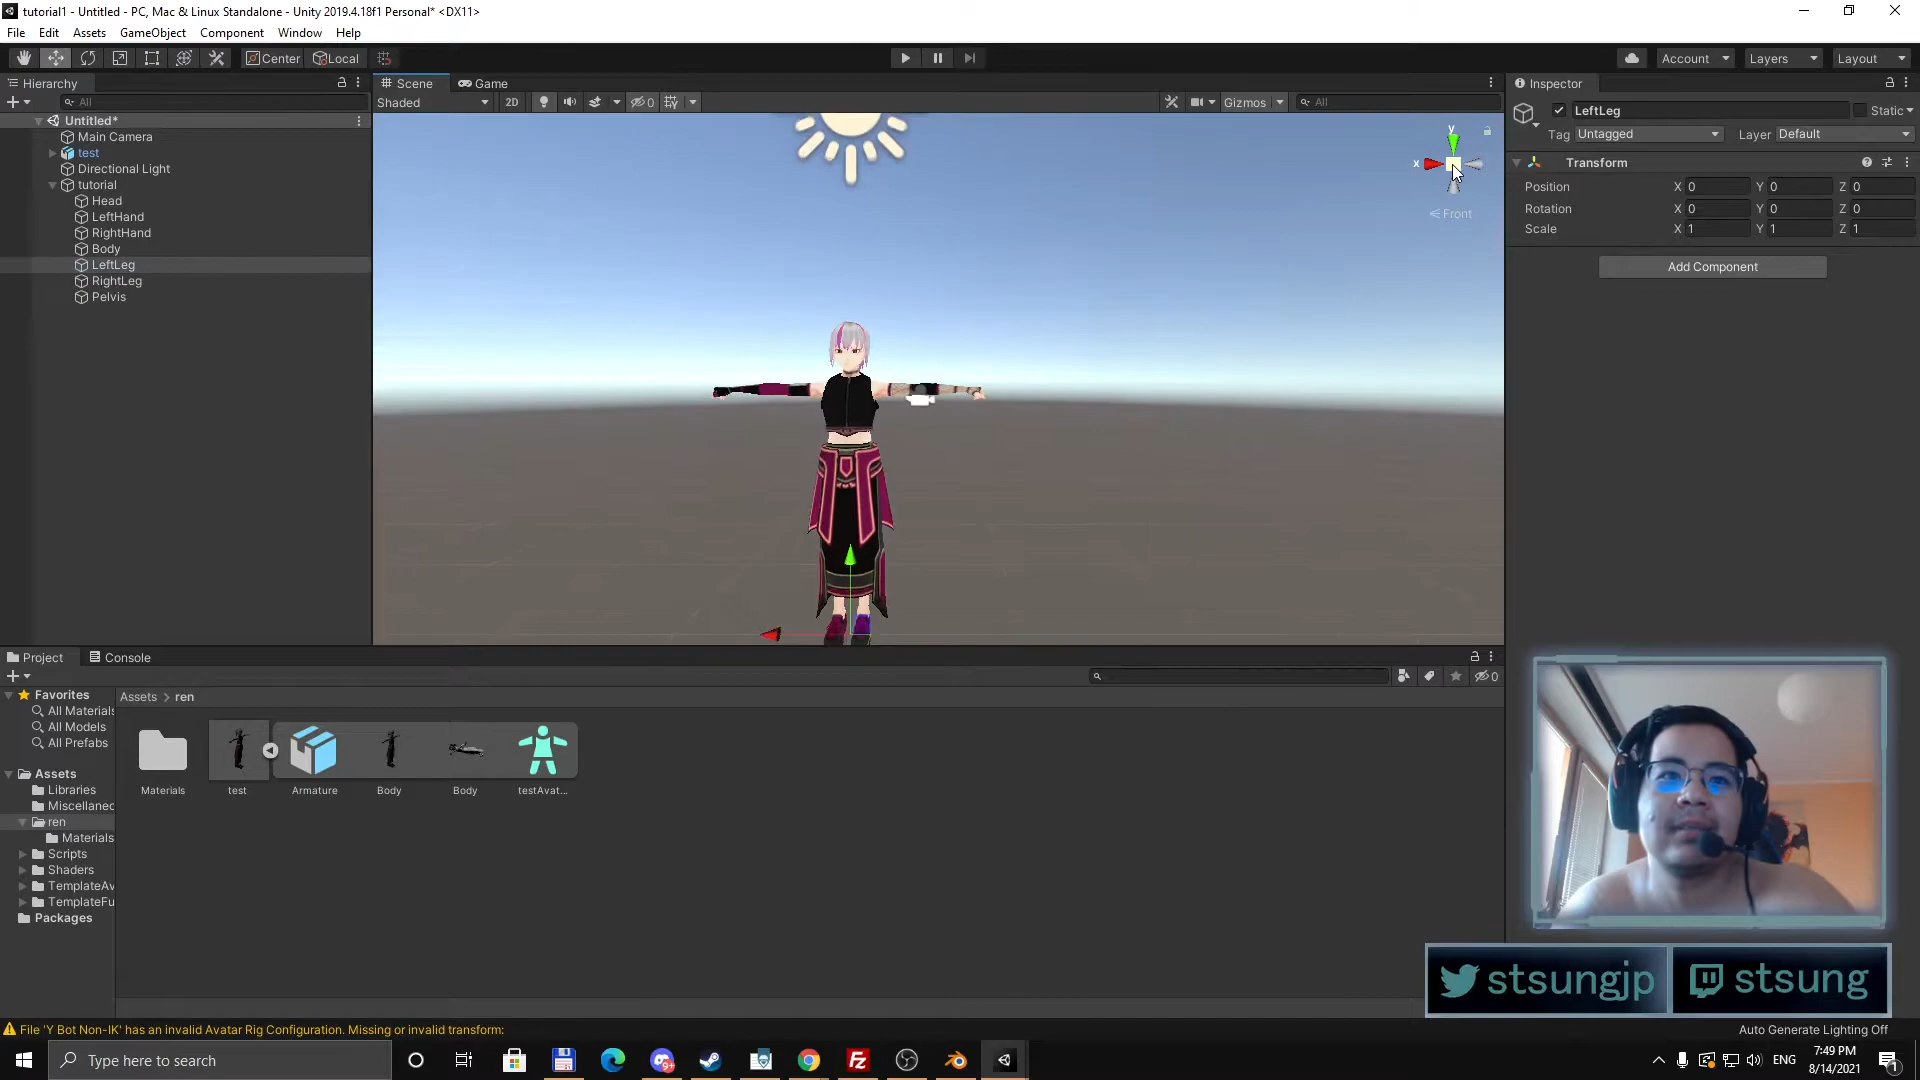 tutorial1 - Untitled - PC, Mac & Linux Standalone - Unity 2019.4.18f1 Personal* <DX11>
File Edit Assets GameObject Component Window Help
Center Local Account Layers Layout
Hierarchy
All
Untitled*
Main Camera
test
Directional Light
tutorial
Head
LeftHand
RightHand
Body
LeftLeg
RightLeg
Pelvis
Scene Game
Shaded 2D 0 Gizmos All
y
x
Front
Inspector
LeftLeg Static
Tag Untagged Layer Default
Transform
Position X 0 Y 0 Z 0
Rotation X 0 Y 0 Z 0
Scale X 1 Y 1 Z 1
Add Component
Project Console
0
Favorites
All Materials
All Models
All Prefabs
Assets
Libraries
Miscellaneo
ren
Materials
Scripts
Shaders
TemplateAv
TemplateFu
Packages
Assets > ren
Materials test Armature Body Body testAvat...
stsungjp stsung
File 'Y Bot Non-IK' has an invalid Avatar Rig Configuration. Missing or invalid transform:
Auto Generate Lighting Off
Type here to search
9+
ENG
7:49 PM
8/14/2021
1